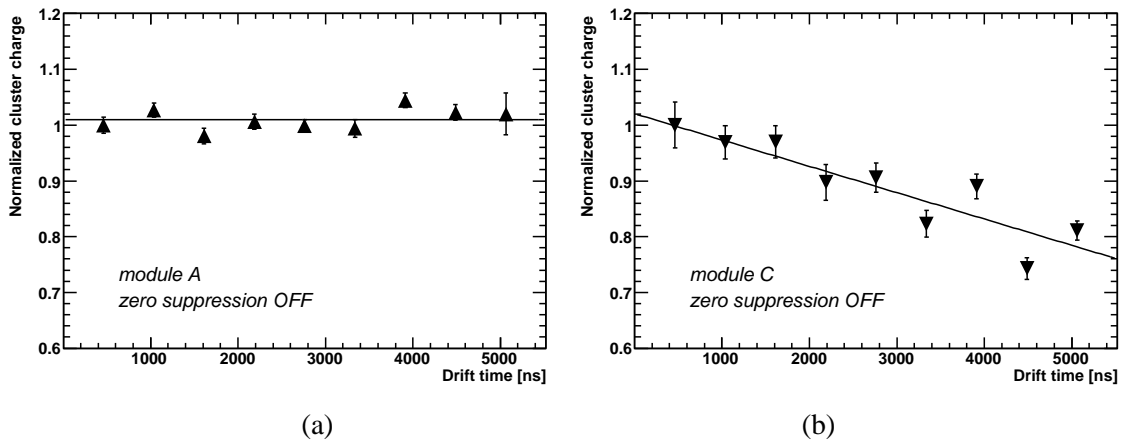 Normalized cluster charge
1.2
1.1
1
0.9
0.8
0.7
0.6
module A
zero suppression OFF
1000 2000 3000 4000 5000
Drift time [ns]
(a)
Normalized cluster charge
1.2
1.1
1
0.9
0.8
0.7
0.6
module C
zero suppression OFF
1000 2000 3000 4000 5000
Drift time [ns]
(b)